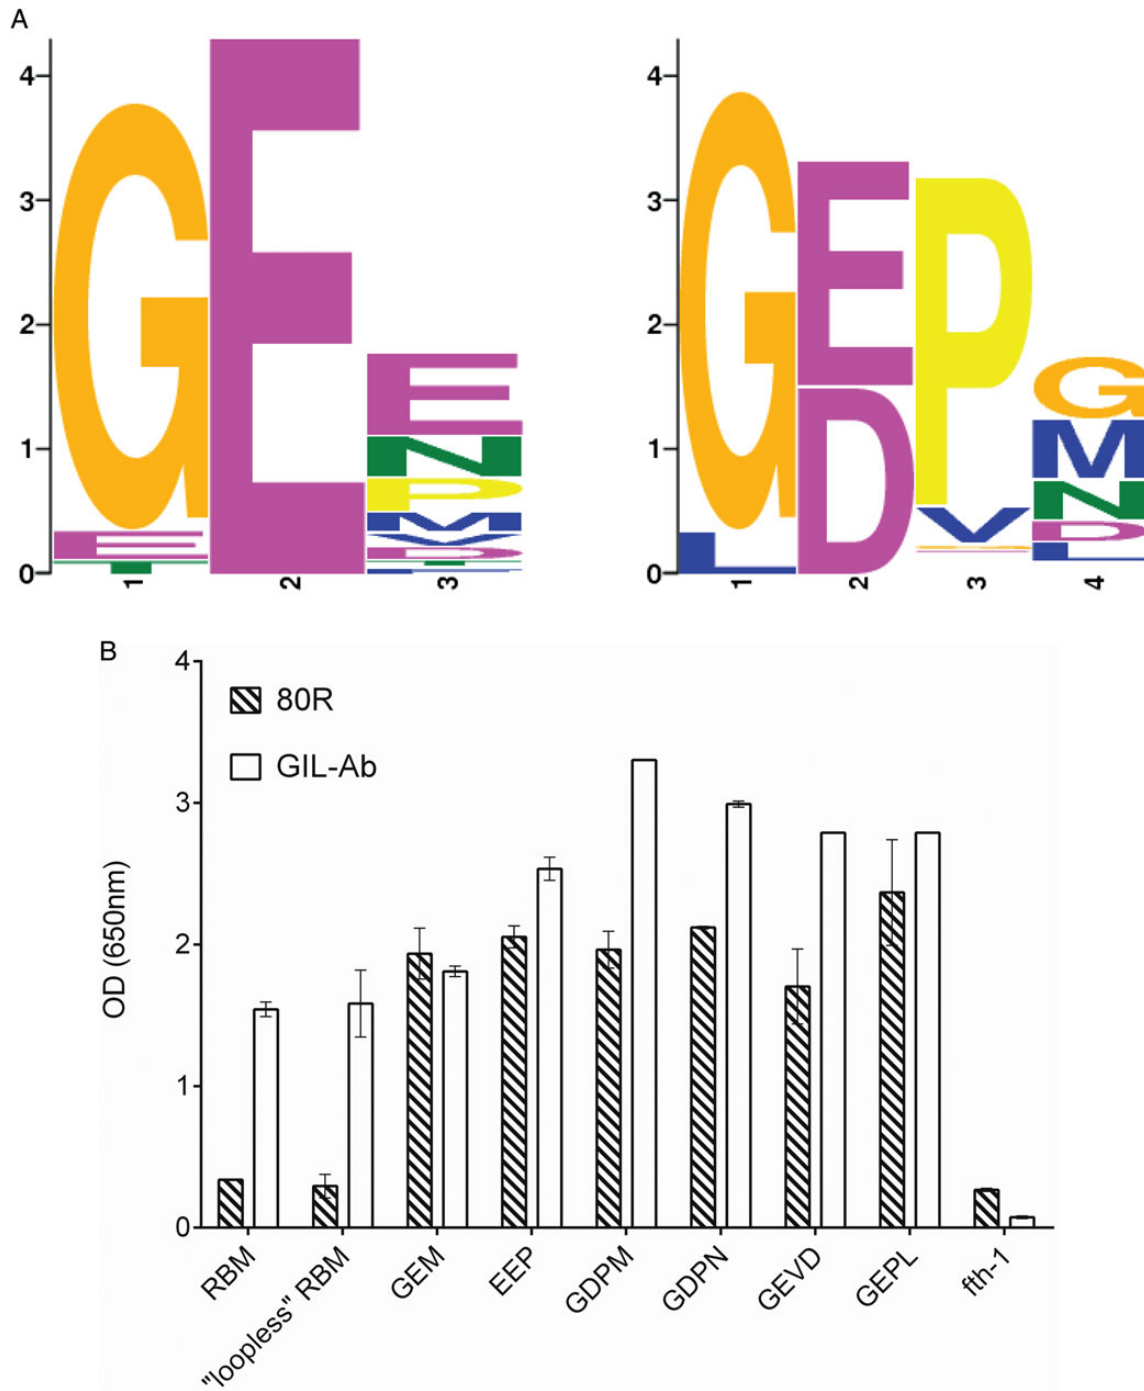 A
4
3
2
1
0
G
E
T
1
E
2
E
N
P
M
V
D
T
L
3
4
3
2
1
0
G
L
1
E
D
2
P
V
3
G
M
N
D
L
4
B
4
3
2
1
0
OD (650nm)
80R
GIL-Ab
RBM
"loopless" RBM
GEM
EEP
GDPM
GDPN
GEVD
GEPL
fth-1